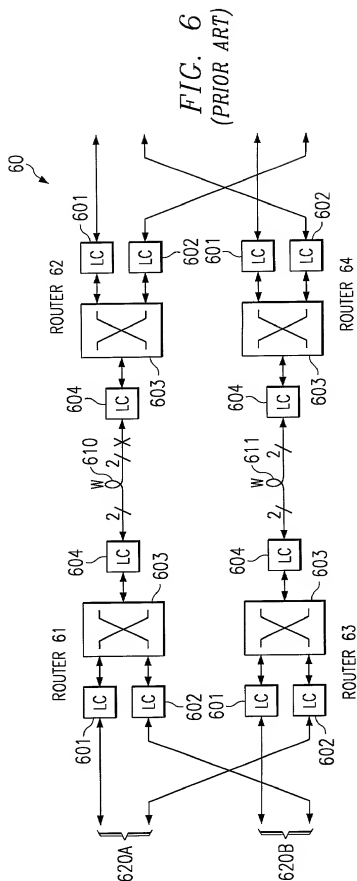 60
ROUTER 61
ROUTER 62
601
LC
602
LC
603
604
LC
2
W
610
2
604
LC
603
601
LC
602
LC
620A
ROUTER 63
ROUTER 64
601
LC
602
LC
603
604
LC
2
W
611
2
604
LC
603
601
LC
602
LC
620B
FIG. 6
(PRIOR ART)